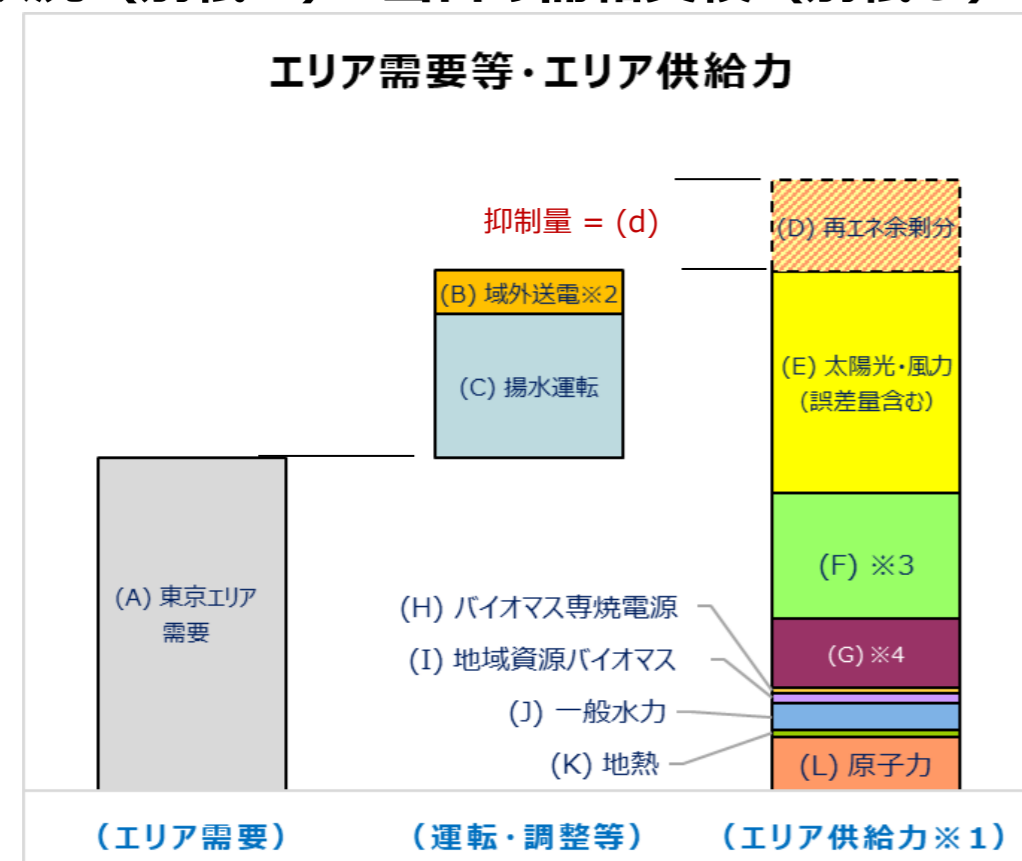 エリア需要等・エリア供給力
抑制量 = (d)
(D) 再エネ余剰分
(B) 域外送電※2
(C) 揚水運転
(E) 太陽光・風力
(誤差量含む)
(A) 東京エリア
需要
(F) ※3
(G) ※4
(H) バイオマス専焼電源
(I) 地域資源バイオマス
(J) 一般水力
(K) 地熱
(L) 原子力
(エリア需要)
(運転・調整等)
(エリア供給力※1)